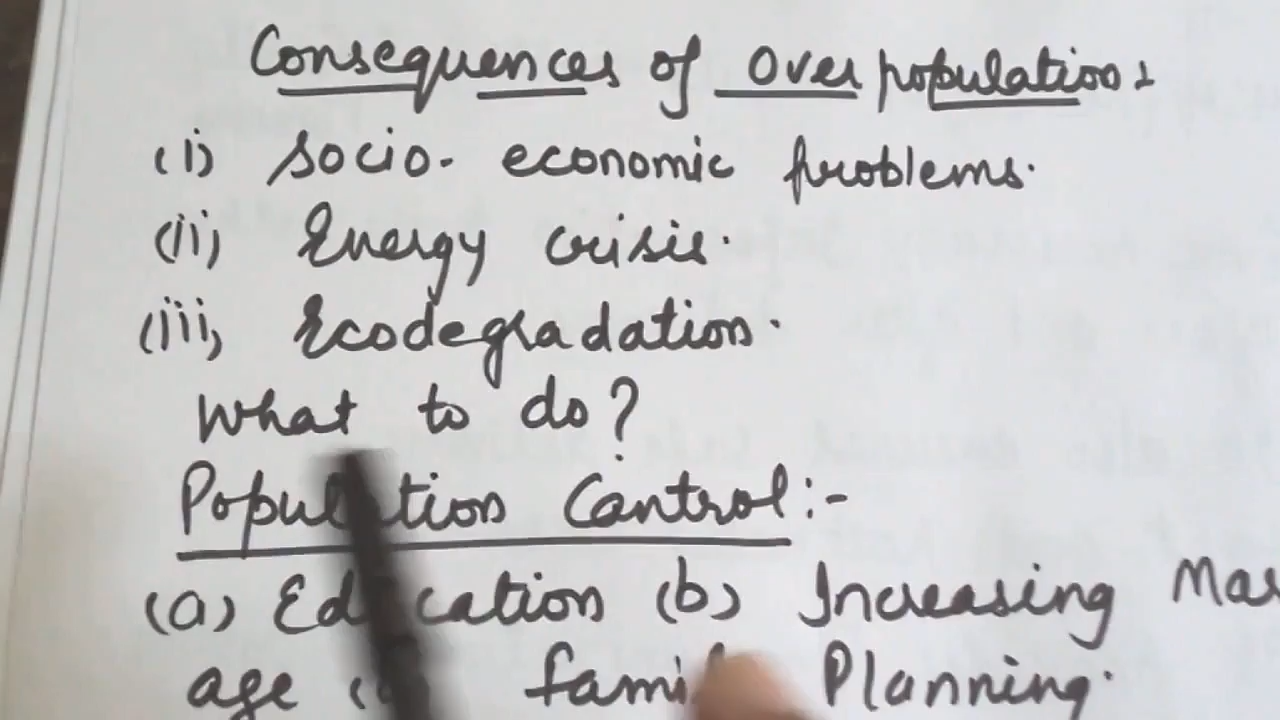 Consequences of Over population:
(i) Socio- economic problems.
(ii) Energy crisis.
(iii) Ecodegradation.
What to do?
Population Control:-
(a) Education (b) Increasing
age Planning.